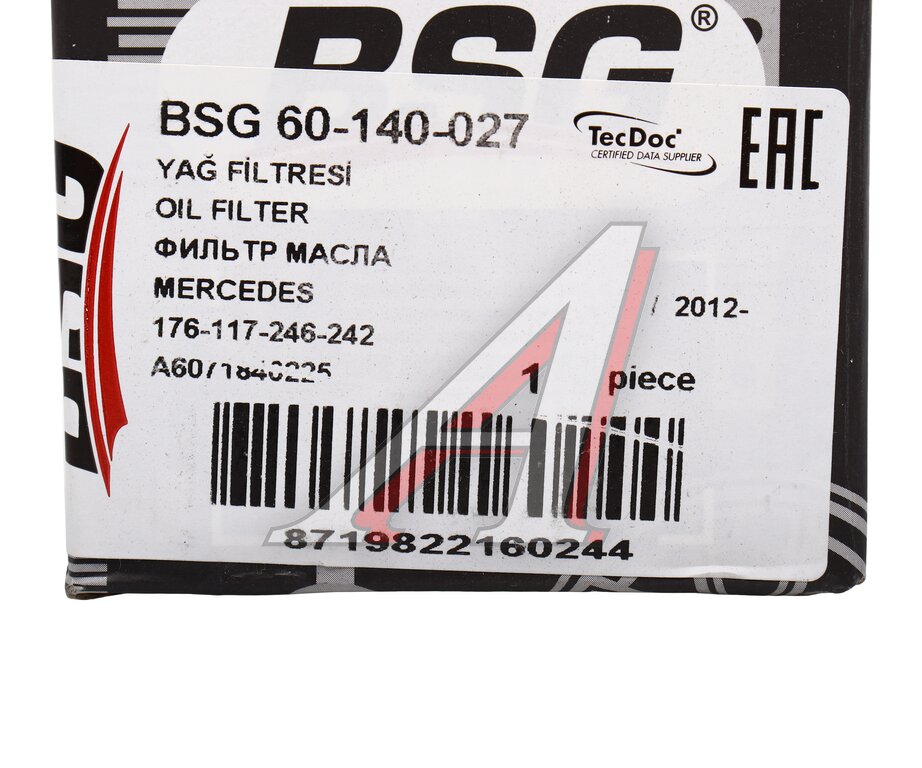 BSG®
BSG 60-140-027
TecDoc
CERTIFIED DATA SUPPLIER
EAC
YAĞ FİLTRESİ
OIL FILTER
ФИЛЬТР МАСЛА
MERCEDES
/ 2012-
176-117-246-242
A6071840225
1 piece
8719822160244